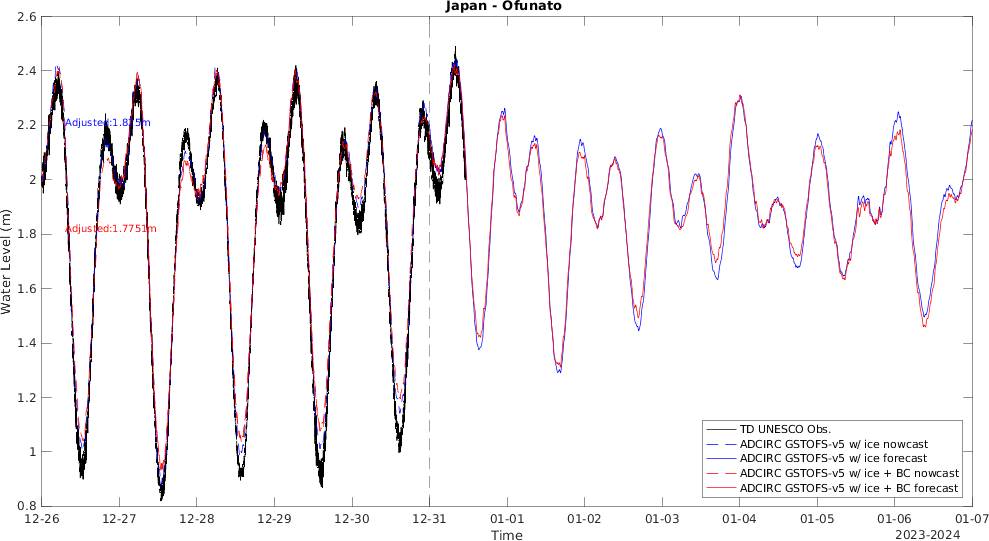 Japan - Ofunato
Water Level (m)
2.6
2.4
2.2
2
1.8
1.6
1.4
1.2
1
0.8
Adjusted:1.8
Adjusted:1.7751m
TD UNESCO Obs.
ADCIRC GSTOFS-v5 w/ ice nowcast
ADCIRC GSTOFS-v5 w/ ice forecast
ADCIRC GSTOFS-v5 w/ ice + BC nowcast
ADCIRC GSTOFS-v5 w/ ice + BC forecast
12-26 12-27 12-28 12-29 12-30 12-31 01-01 01-02 01-03 01-04 01-05 01-06 01-07
Time
2023-2024